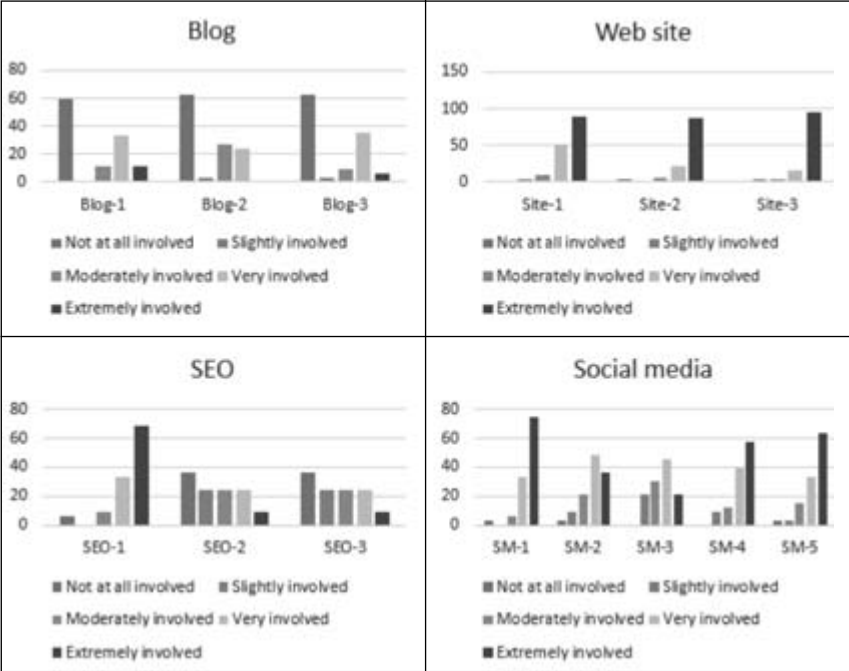 Blog
80
60
40
20
0
Blog-1 Blog-2 Blog-3
Not at all involved Slightly involved
Moderately involved Very involved
Extremely involved
Web site
150
100
50
0
Site-1 Site-2 Site-3
Not at all involved Slightly involved
Moderately involved Very involved
Extremely involved
SEO
80
60
40
20
0
SEO-1 SEO-2 SEO-3
Not at all involved Slightly involved
Moderately involved Very involved
Extremely involved
Social media
80
60
40
20
0
SM-1 SM-2 SM-3 SM-4 SM-5
Not at all involved Slightly involved
Moderately involved Very involved
Extremely involved